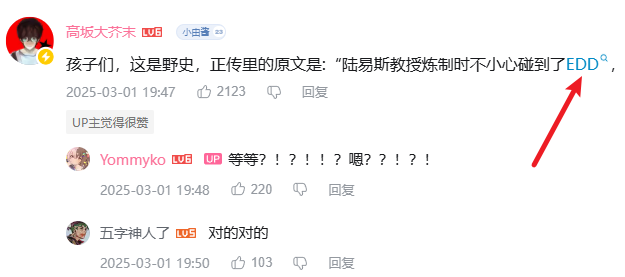 高坂大芥末 LV6 小由酱 23
孩子们，这是野史，正传里的原文是:“陆易斯教授炼制时不小心碰到了EDD，
2025-03-01 19:47 2123 回复
UP主觉得很赞
Yommyko LV6 UP 等等？！？！！？嗯？？！？！
2025-03-01 19:48 220 回复
五字神人了 LV5 对的对的
2025-03-01 19:50 103 回复